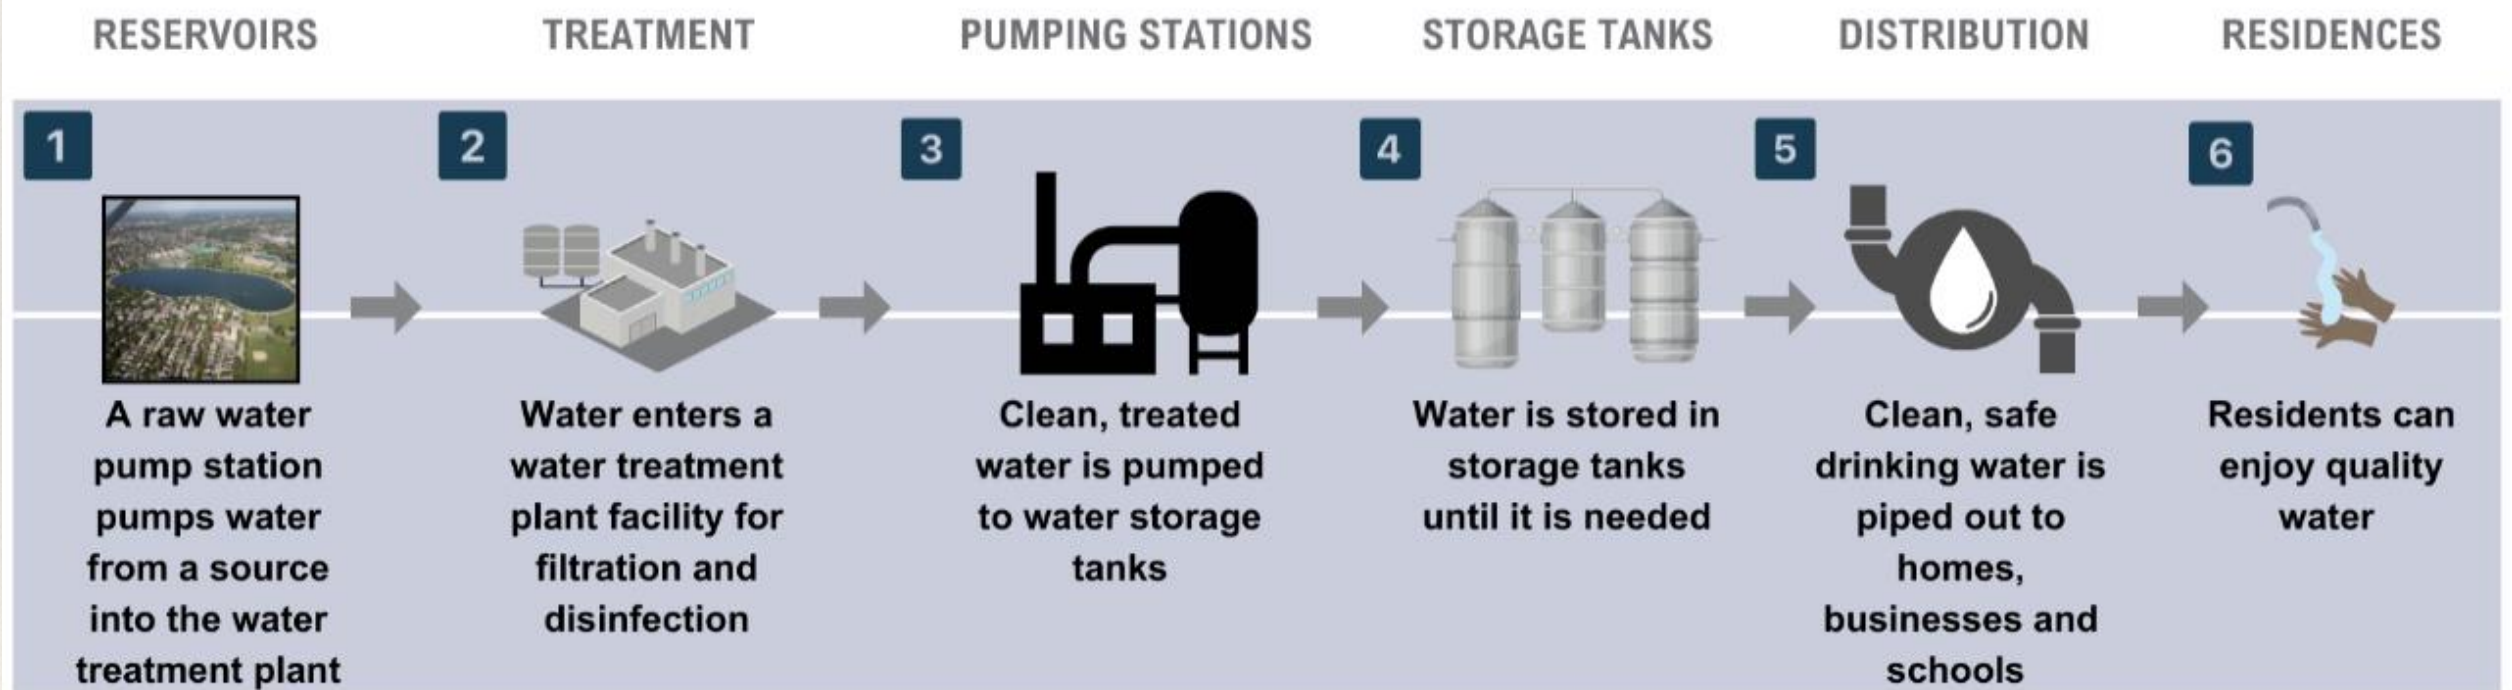 RESERVOIRS
TREATMENT
PUMPING STATIONS
STORAGE TANKS
DISTRIBUTION
RESIDENCES
1
A raw water
pump station
pumps water
from a source
into the water
treatment plant
2
Water enters a
water treatment
plant facility for
filtration and
disinfection
3
Clean, treated
water is pumped
to water storage
tanks
4
Water is stored in
storage tanks
until it is needed
5
Clean, safe
drinking water is
piped out to
homes,
businesses and
schools
6
Residents can
enjoy quality
water